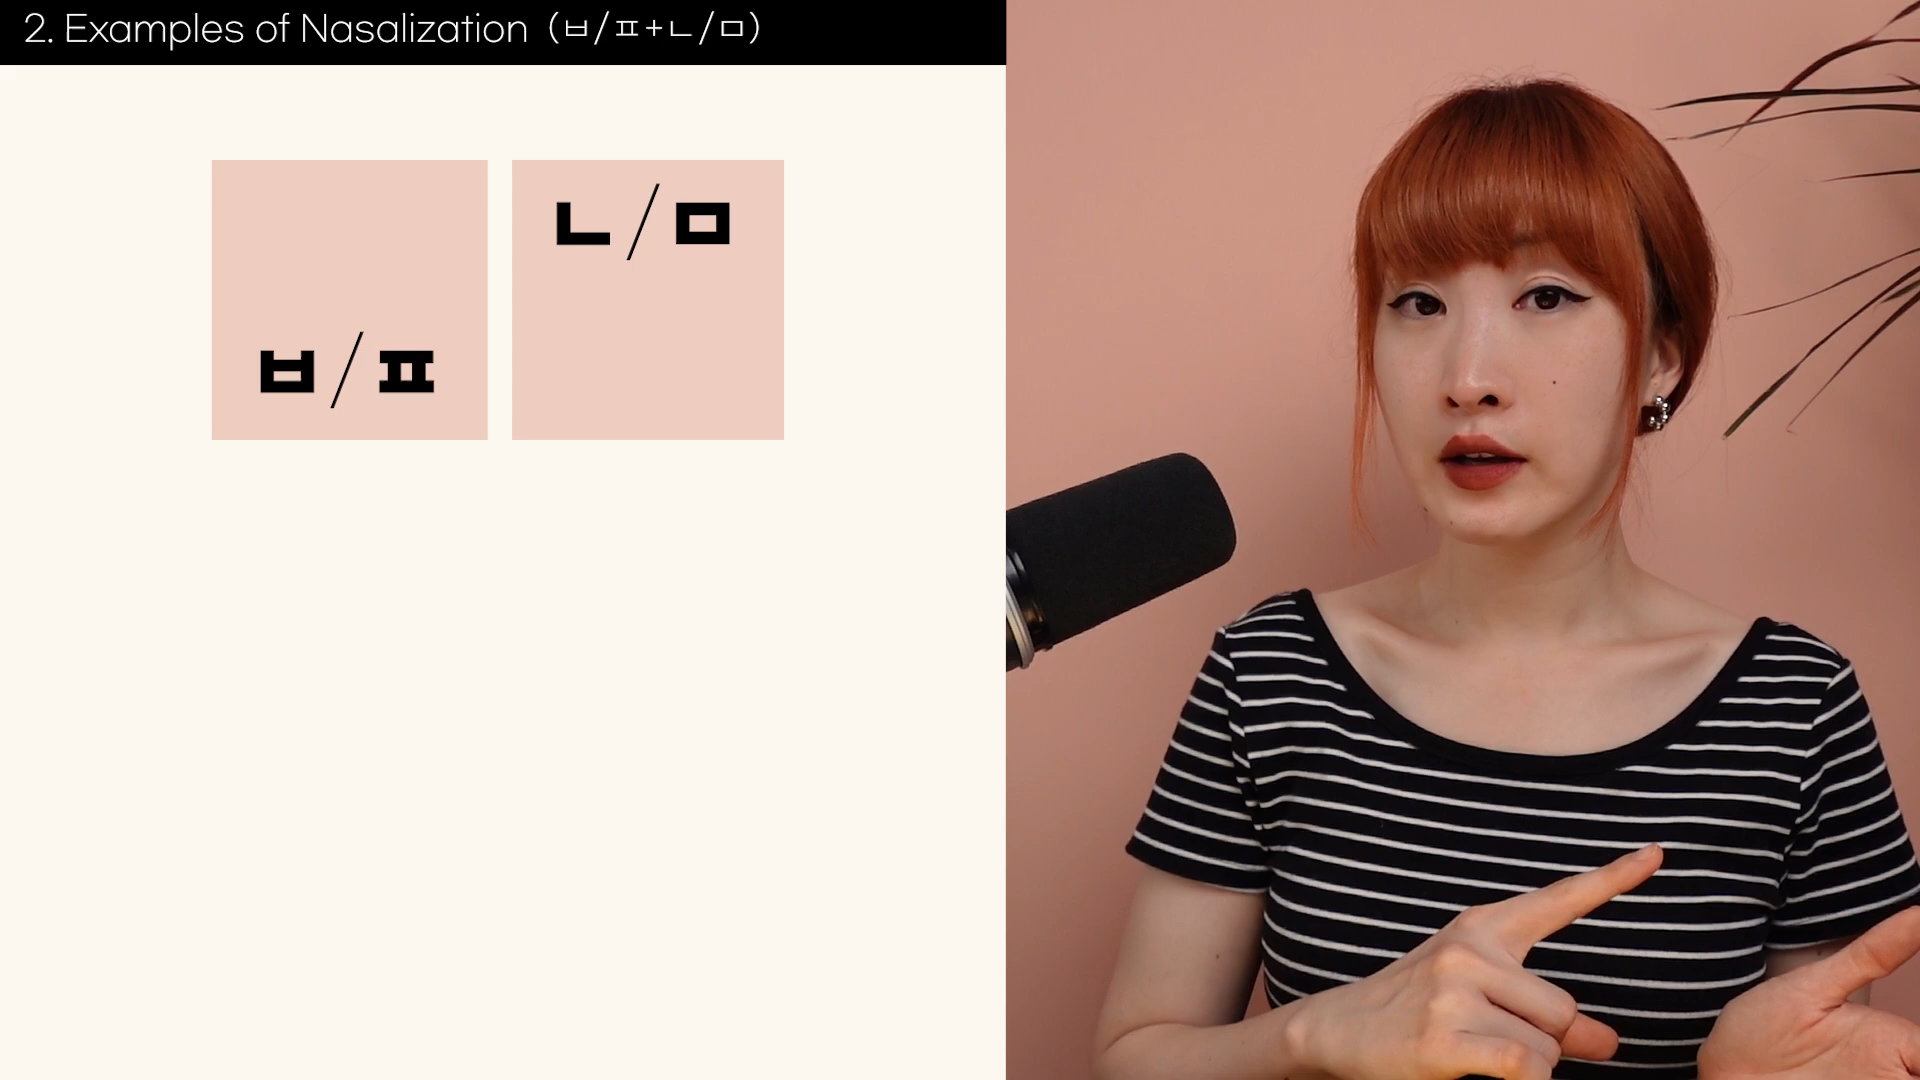 2. Examples of Nasalization (ㅂ/ㅍ+ㄴ/ㅁ)
ㄴ/ㅁ
ㅂ/ㅍ